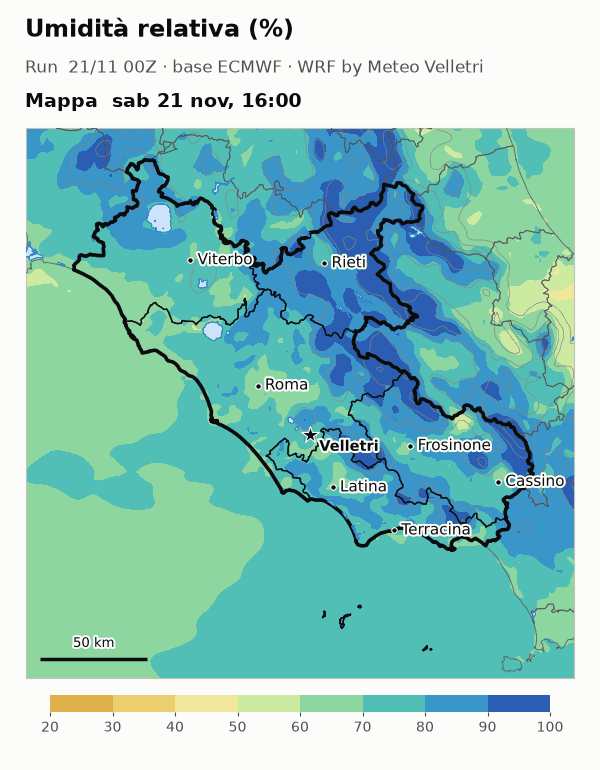 Umidità relativa (%)
Run  21/11 00Z · base ECMWF · WRF by Meteo Velletri
Mappa  sab 21 nov, 16:00
Viterbo
Rieti
Roma
Velletri
Frosinone
Cassino
Latina
Terracina
50 km
20 30 40 50 60 70 80 90 100